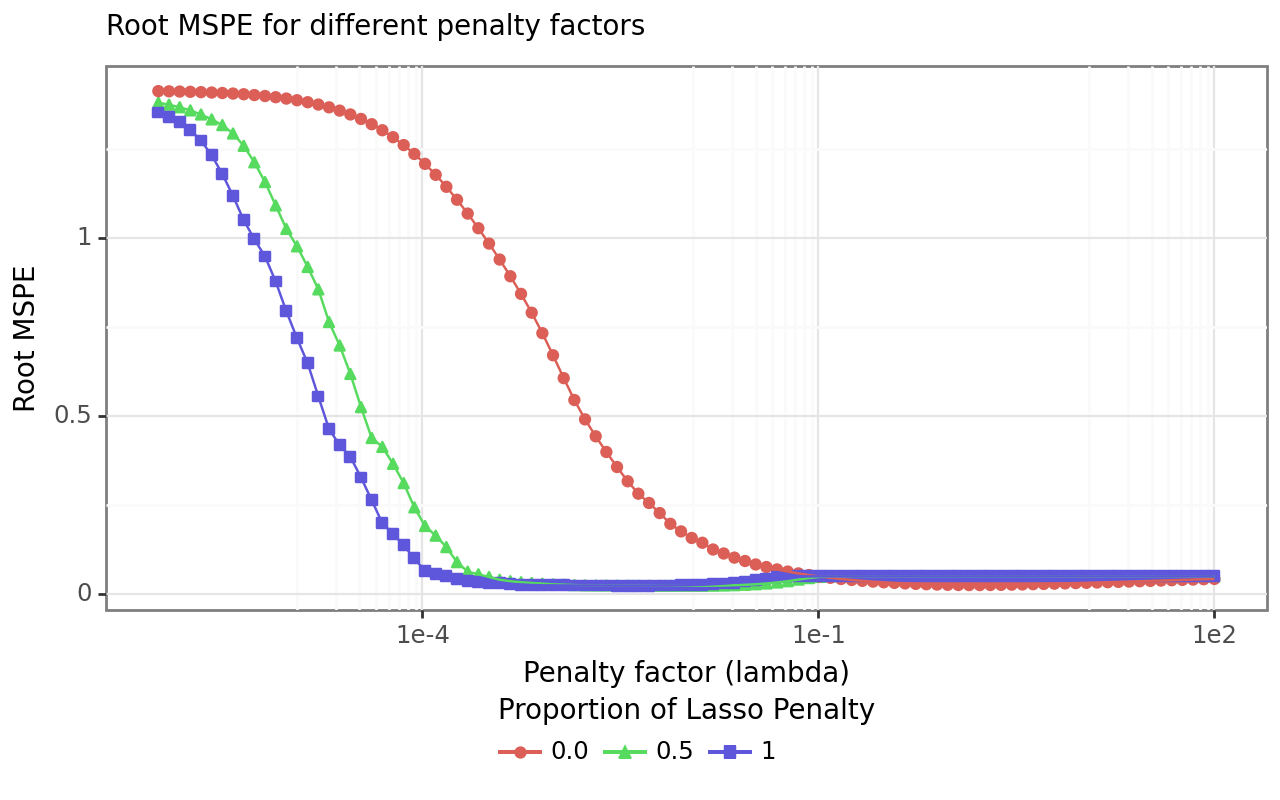 Root MSPE for different penalty factors
Root MSPE
1
0.5
0
1e-4 1e-1 1e2
Penalty factor (lambda)
Proportion of Lasso Penalty
0.0 0.5 1